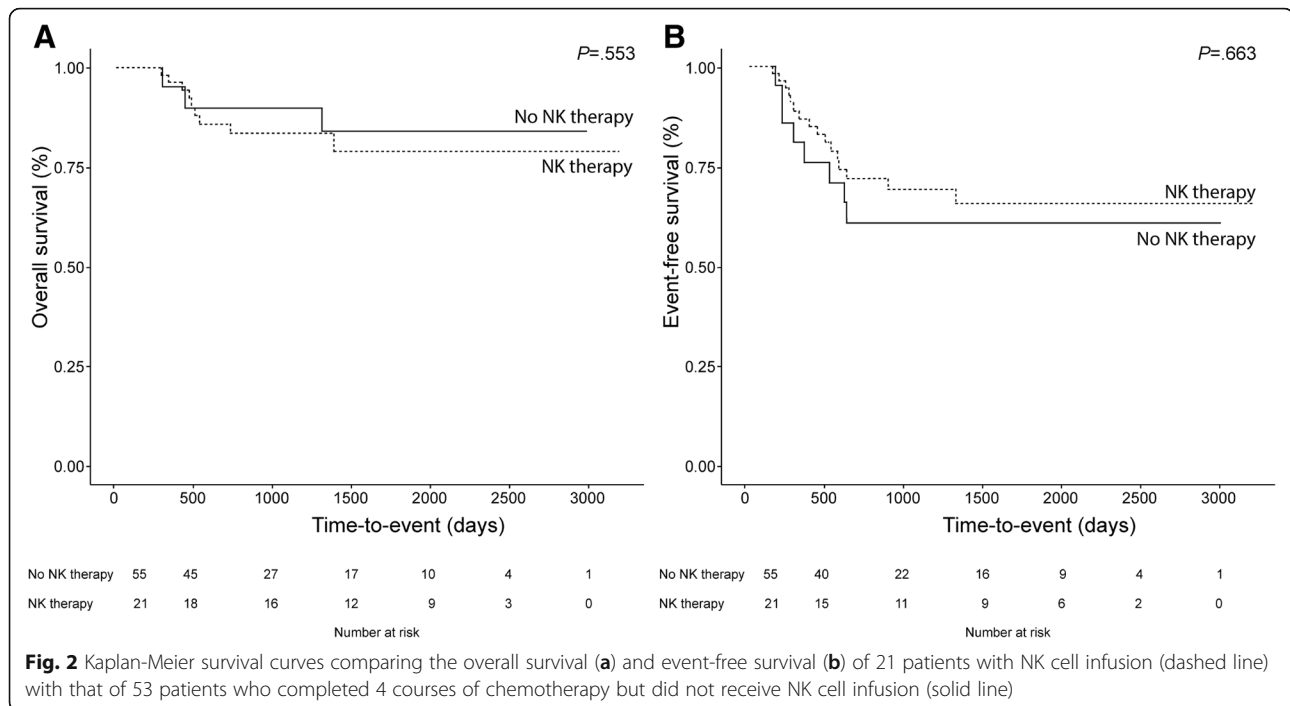 A
P=.553
1.00
0.75
0.50
0.25
0.00
Overall survival (%)
No NK therapy
NK therapy
0 500 1000 1500 2000 2500 3000
Time-to-event (days)
No NK therapy 55 45 27 17 10 4 1
NK therapy 21 18 16 12 9 3 0
Number at risk
B
P=.663
1.00
0.75
0.50
0.25
0.00
Event-free survival (%)
NK therapy
No NK therapy
0 500 1000 1500 2000 2500 3000
Time-to-event (days)
No NK therapy 55 40 22 16 9 4 1
NK therapy 21 15 11 9 6 2 0
Number at risk
Fig. 2 Kaplan-Meier survival curves comparing the overall survival (a) and event-free survival (b) of 21 patients with NK cell infusion (dashed line)
with that of 53 patients who completed 4 courses of chemotherapy but did not receive NK cell infusion (solid line)